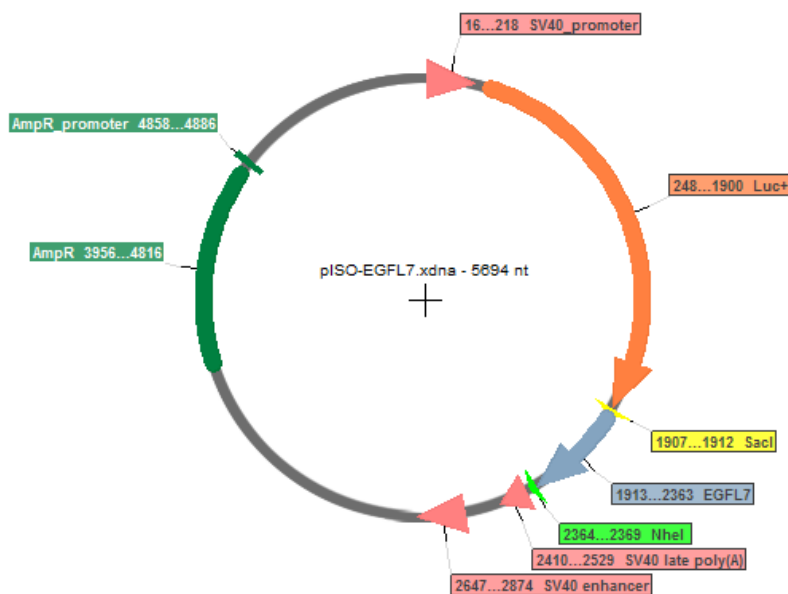 16...218 SV40_promoter
AmpR_promoter 4858...4886
248...1900 Luc+
AmpR 3956...4816
pISO-EGFL7.xdna - 5694 nt
1907...1912 SacI
1913...2363 EGFL7
2364...2369 NheI
2410...2529 SV40 late poly(A)
2647...2874 SV40 enhancer